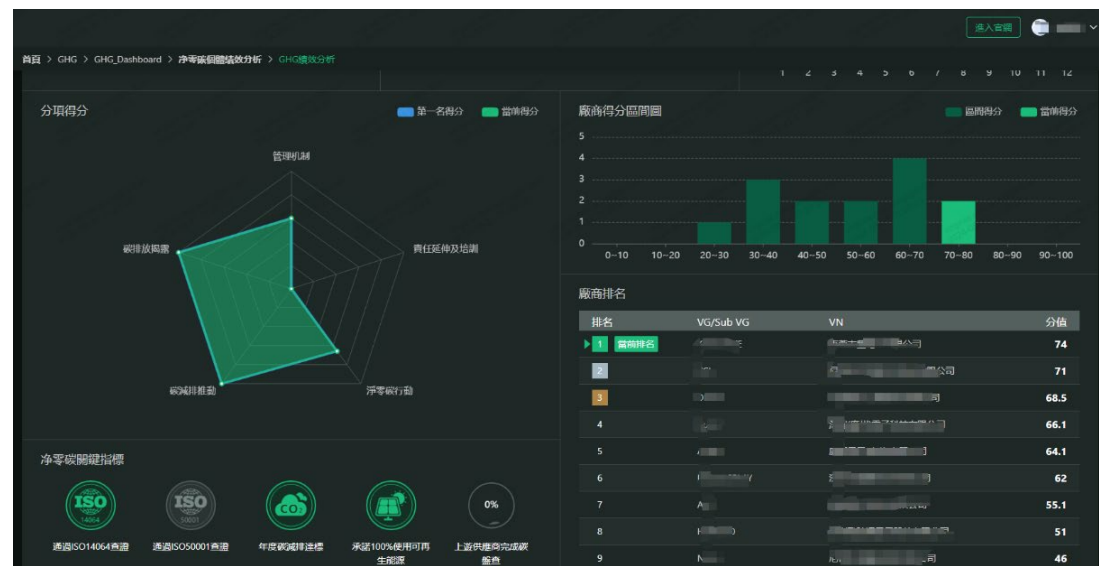 進入官網
首頁 > GHG > GHG_Dashboard > 净零碳個體績效分析 > GHG績效分析
1 2 3 4 5 6 7 8 9 10 11 12
分項得分
第一名得分 當前得分
管理机制
責任延伸及培訓
淨零碳行動
碳減排推動
碳排放揭露
廠商得分區間圖
區間得分 當前得分
5
4
3
2
1
0
0~10 10~20 20~30 30~40 40~50 50~60 60~70 70~80 80~90 90~100
廠商排名
排名 VG/Sub VG VN 分值
1 當前排名 公司 74
2 公司 71
3 司 68.5
4 66.1
5 64.1
6 司 62
7 55.1
8 51
9 司 46
净零碳關鍵指標
ISO
14064
通過ISO14064查證
ISO
50001
通過ISO50001查證
CO2
年度碳減排達標
承諾100%使用可再
生能源
0%
上游供應商完成碳
盤查